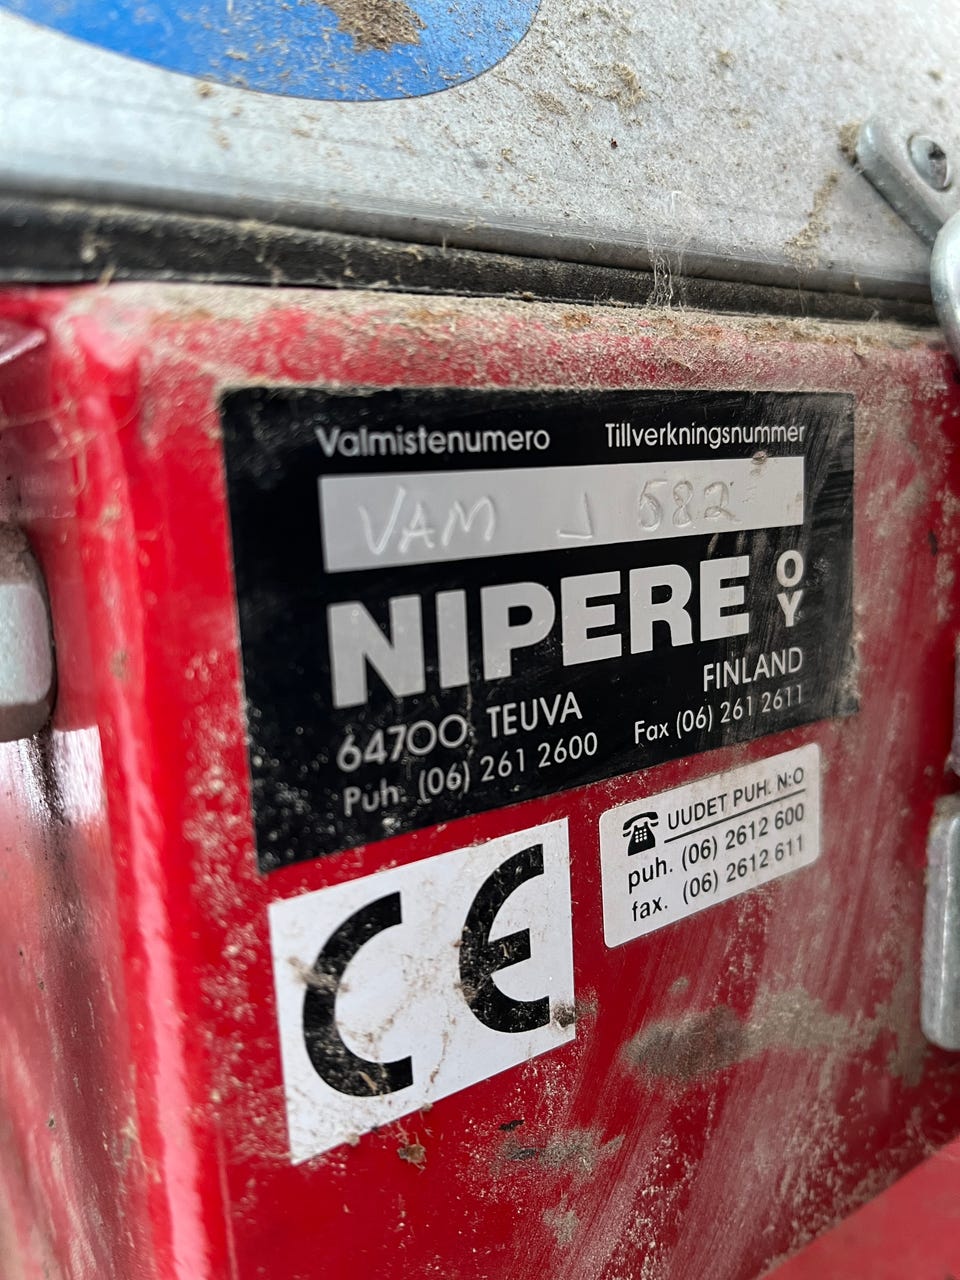 Valmistenumero Tillverkningsnummer
VAM J 582
NIPERE OY
64700 TEUVA FINLAND
Puh. (06) 261 2600 Fax (06) 261 2611
UUDET PUH. N:O
puh. (06) 2612 600
fax. (06) 2612 611
CE